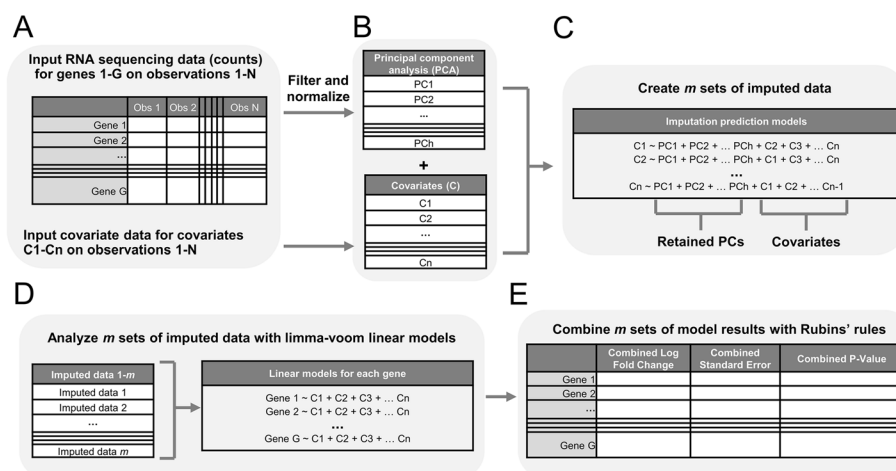 A
Input RNA sequencing data (counts)
for genes 1-G on observations 1-N
Obs 1 Obs 2 Obs N
Gene 1
Gene 2
...
Gene G
Input covariate data for covariates
C1-Cn on observations 1-N
Filter and
normalize
B
Principal component
analysis (PCA)
PC1
PC2
...
PCh
+
Covariates (C)
C1
C2
...
Cn
C
Create m sets of imputed data
Imputation prediction models
C1 ~ PC1 + PC2 + ... PCh + C2 + C3 + ... Cn
C2 ~ PC1 + PC2 + ... PCh + C1 + C3 + ... Cn
...
Cn ~ PC1 + PC2 + ... PCh + C1 + C2 + ... Cn-1
Retained PCs Covariates
D
Analyze m sets of imputed data with limma-voom linear models
Imputed data 1-m
Imputed data 1
Imputed data 2
...
Imputed data m
Linear models for each gene
Gene 1 ~ C1 + C2 + C3 + ... Cn
Gene 2 ~ C1 + C2 + C3 + ... Cn
...
Gene G ~ C1 + C2 + C3 + ... Cn
E
Combine m sets of model results with Rubins’ rules
Combined Log Combined Combined P-Value
Fold Change Standard Error
Gene 1
Gene 2
...
Gene G